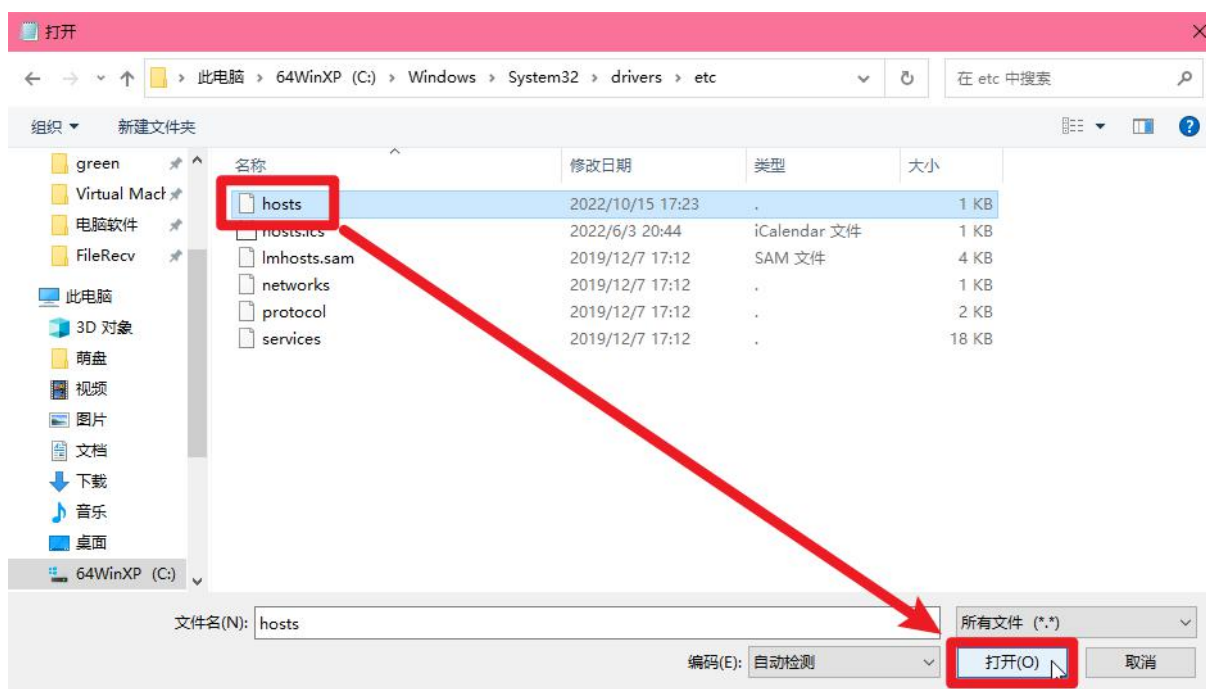 打开
此电脑 > 64WinXP (C:) > Windows > System32 > drivers > etc
在 etc 中搜索
组织
新建文件夹
green
Virtual Mach
电脑软件
FileRecv
此电脑
3D 对象
萌盘
视频
图片
文档
下载
音乐
桌面
64WinXP (C:)
名称 修改日期 类型 大小
hosts 2022/10/15 17:23 . 1 KB
hosts.ics 2022/6/3 20:44 iCalendar 文件 1 KB
lmhosts.sam 2019/12/7 17:12 SAM 文件 4 KB
networks 2019/12/7 17:12 . 1 KB
protocol 2019/12/7 17:12 . 2 KB
services 2019/12/7 17:12 . 18 KB
文件名(N): hosts 所有文件 (*.*)
编码(E): 自动检测 打开(O) 取消